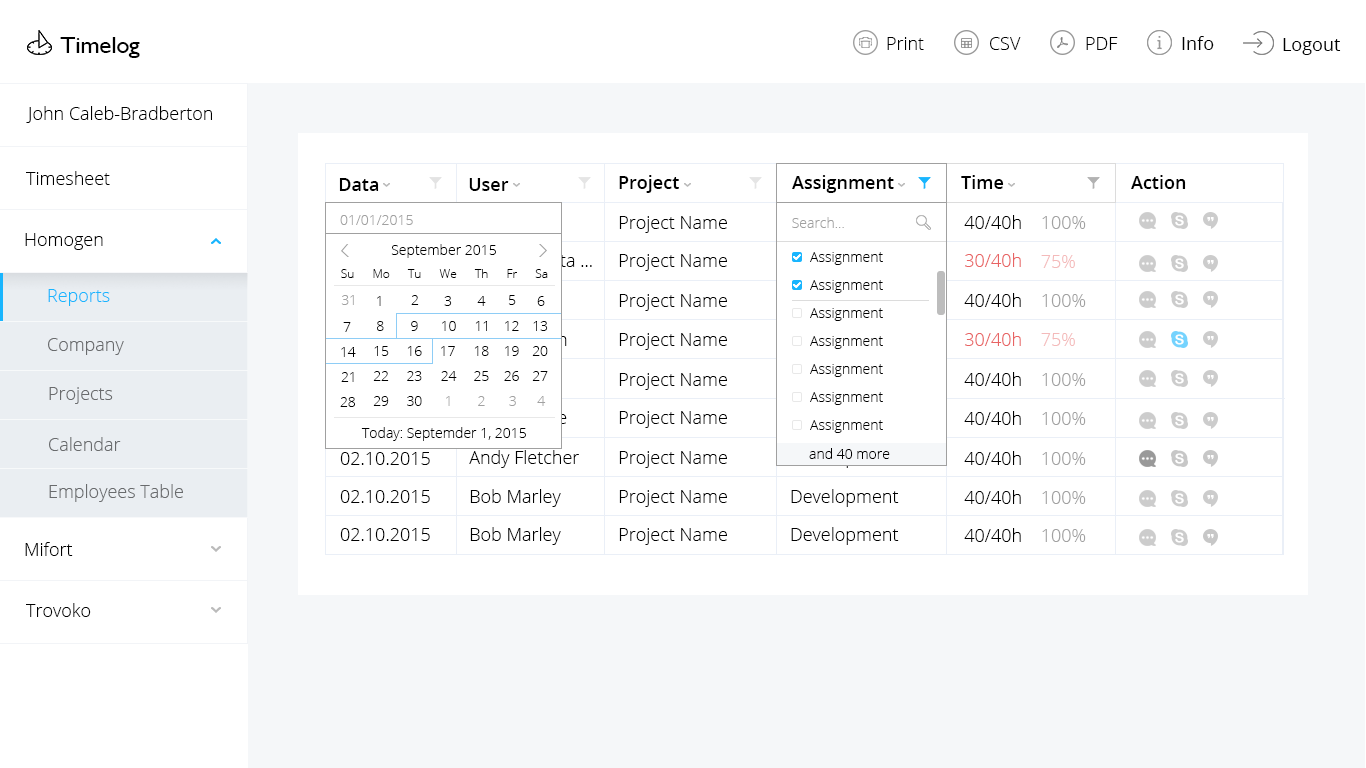 Timelog
Print CSV PDF Info Logout
John Caleb-Bradberton
Timesheet
Homogen
Reports
Company
Projects
Calendar
Employees Table
Mifort
Trovoko
Data User Project Assignment Time Action
01/01/2015
September 2015
Su Mo Tu We Th Fr Sa
31 1 2 3 4 5 6
7 8 9 10 11 12 13
14 15 16 17 18 19 20
21 22 23 24 25 26 27
28 29 30 1 2 3 4
Today: Septemder 1, 2015
Search...
Assignment
Assignment
Assignment
Assignment
Assignment
Assignment
Assignment
and 40 more
Project Name 40/40h 100%
ta ... Project Name 30/40h 75%
Project Name 40/40h 100%
Project Name 30/40h 75%
Project Name 40/40h 100%
Project Name 40/40h 100%
02.10.2015 Andy Fletcher Project Name 40/40h 100%
02.10.2015 Bob Marley Project Name Development 40/40h 100%
02.10.2015 Bob Marley Project Name Development 40/40h 100%